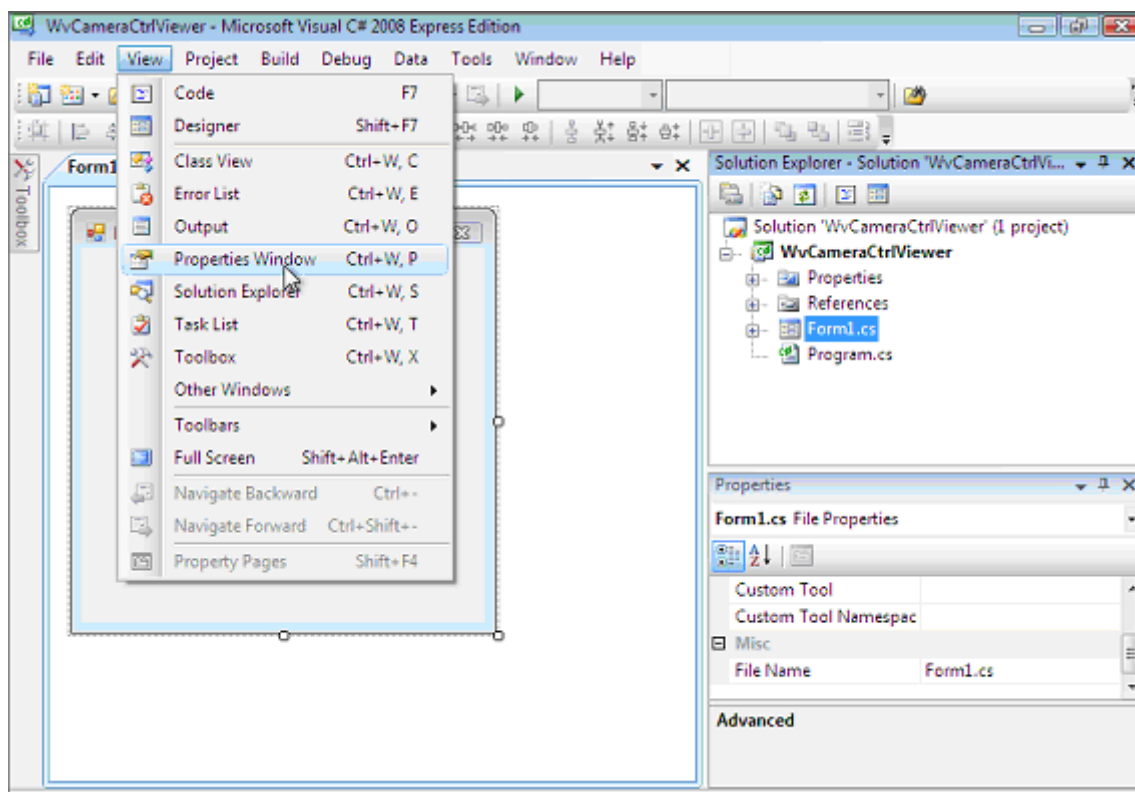 WvCameraCtrlViewer - Microsoft Visual C# 2008 Express Edition
File Edit View Project Build Debug Data Tools Window Help
Toolbox
Form1
Code F7
Designer Shift+F7
Class View Ctrl+W, C
Error List Ctrl+W, E
Output Ctrl+W, O
Properties Window Ctrl+W, P
Solution Explorer Ctrl+W, S
Task List Ctrl+W, T
Toolbox Ctrl+W, X
Other Windows
Toolbars
Full Screen Shift+Alt+Enter
Navigate Backward Ctrl+-
Navigate Forward Ctrl+Shift+-
Property Pages Shift+F4
Solution Explorer - Solution 'WvCameraCtrlVi...
Solution 'WvCameraCtrlViewer' (1 project)
WvCameraCtrlViewer
Properties
References
Form1.cs
Program.cs
Properties
Form1.cs File Properties
Custom Tool
Custom Tool Namespac
Misc
File Name Form1.cs
Advanced